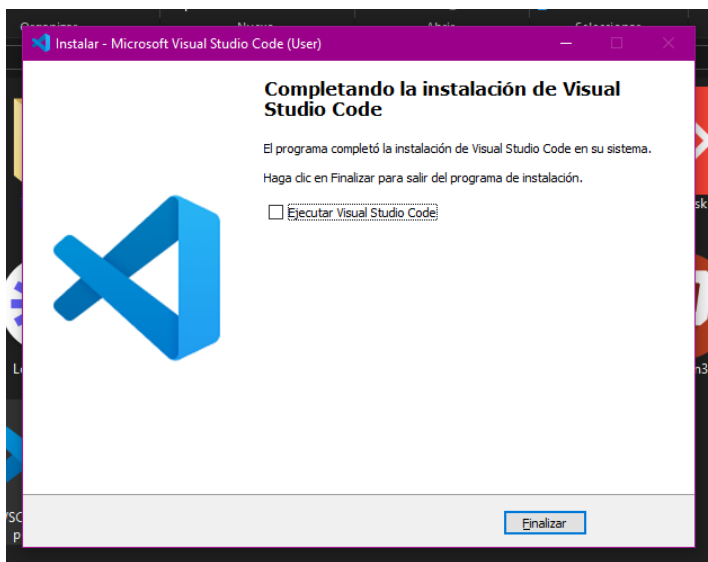 Instalar - Microsoft Visual Studio Code (User)
Completando la instalación de Visual
Studio Code
El programa completó la instalación de Visual Studio Code en su sistema.
Haga clic en Finalizar para salir del programa de instalación.
Ejecutar Visual Studio Code
Finalizar